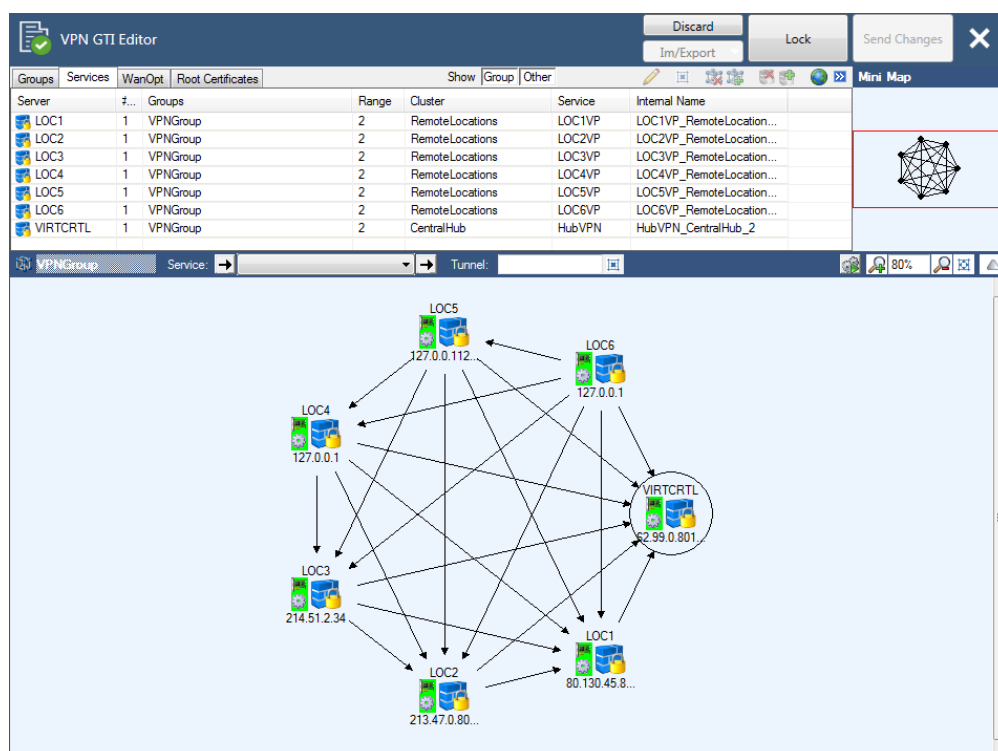 VPN GTI Editor
Discard
Im/Export
Lock
Send Changes
Groups Services WanOpt Root Certificates Show Group Other Mini Map
Server #... Groups Range Cluster Service Internal Name
LOC1 1 VPNGroup 2 RemoteLocations LOC1VP LOC1VP_RemoteLocation...
LOC2 1 VPNGroup 2 RemoteLocations LOC2VP LOC2VP_RemoteLocation...
LOC3 1 VPNGroup 2 RemoteLocations LOC3VP LOC3VP_RemoteLocation...
LOC4 1 VPNGroup 2 RemoteLocations LOC4VP LOC4VP_RemoteLocation...
LOC5 1 VPNGroup 2 RemoteLocations LOC5VP LOC5VP_RemoteLocation...
LOC6 1 VPNGroup 2 RemoteLocations LOC6VP LOC6VP_RemoteLocation...
VIRTCRTL 1 VPNGroup 2 CentralHub HubVPN HubVPN_CentralHub_2
VPNGroup Service: Tunnel: 80%
LOC5
127.0.0.112...
LOC6
127.0.0.1
LOC4
127.0.0.1
VIRTCRTL
62.99.0.801...
LOC3
214.51.2.34
LOC1
80.130.45.8...
LOC2
213.47.0.80...